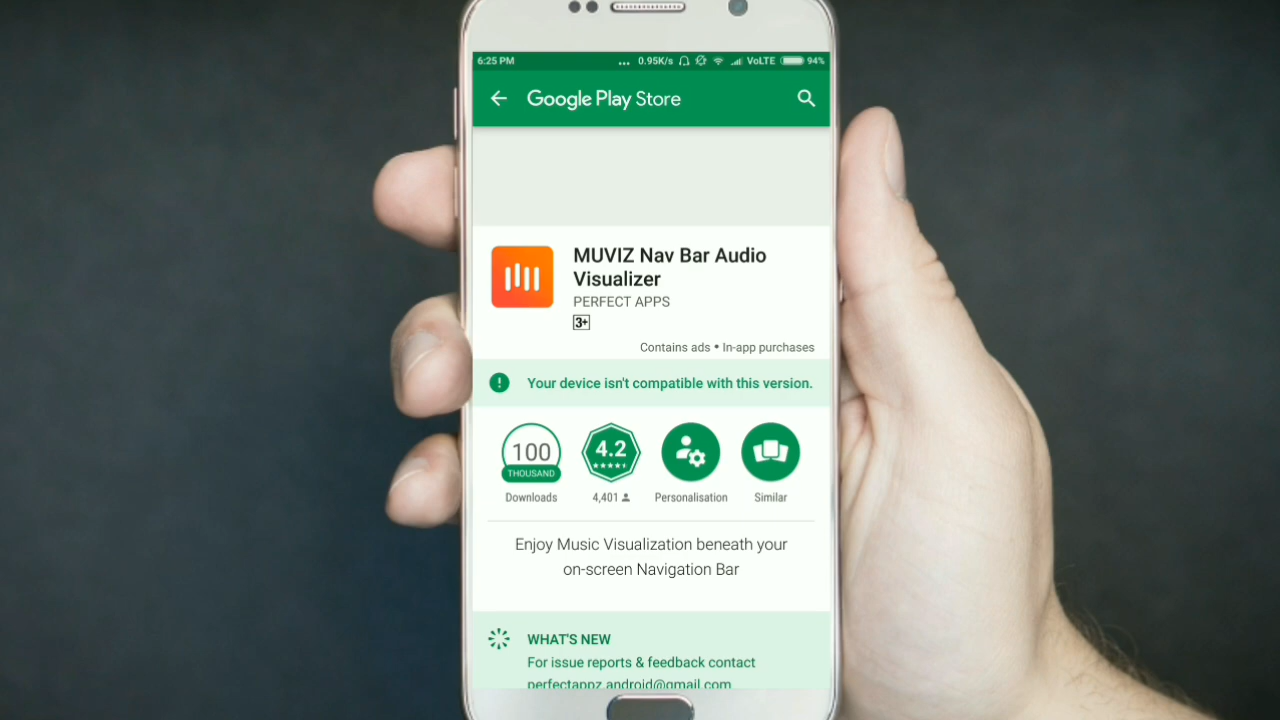 6:25 PM ... 0.95K/s VoLTE 94%
Google Play Store
MUVIZ Nav Bar Audio
Visualizer
PERFECT APPS
3+
Contains ads • In-app purchases
! Your device isn't compatible with this version.
100
THOUSAND
Downloads
4.2
4,401
Personalisation
Similar
Enjoy Music Visualization beneath your
on-screen Navigation Bar
WHAT'S NEW
For issue reports & feedback contact
perfectappz.android@gmail.com